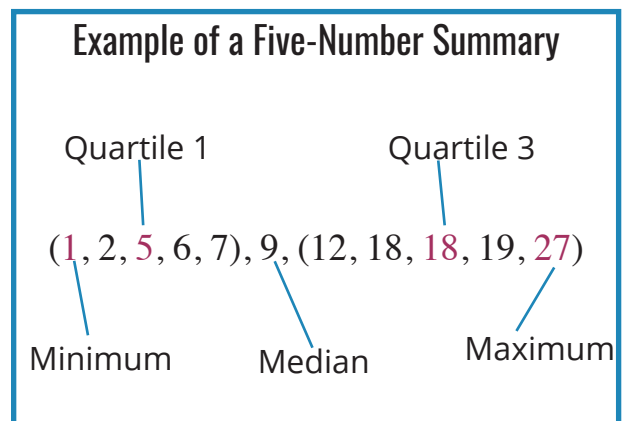 Example of a Five-Number Summary
Quartile 1 Quartile 3
(1, 2, 5, 6, 7), 9, (12, 18, 18, 19, 27)
Minimum Median Maximum